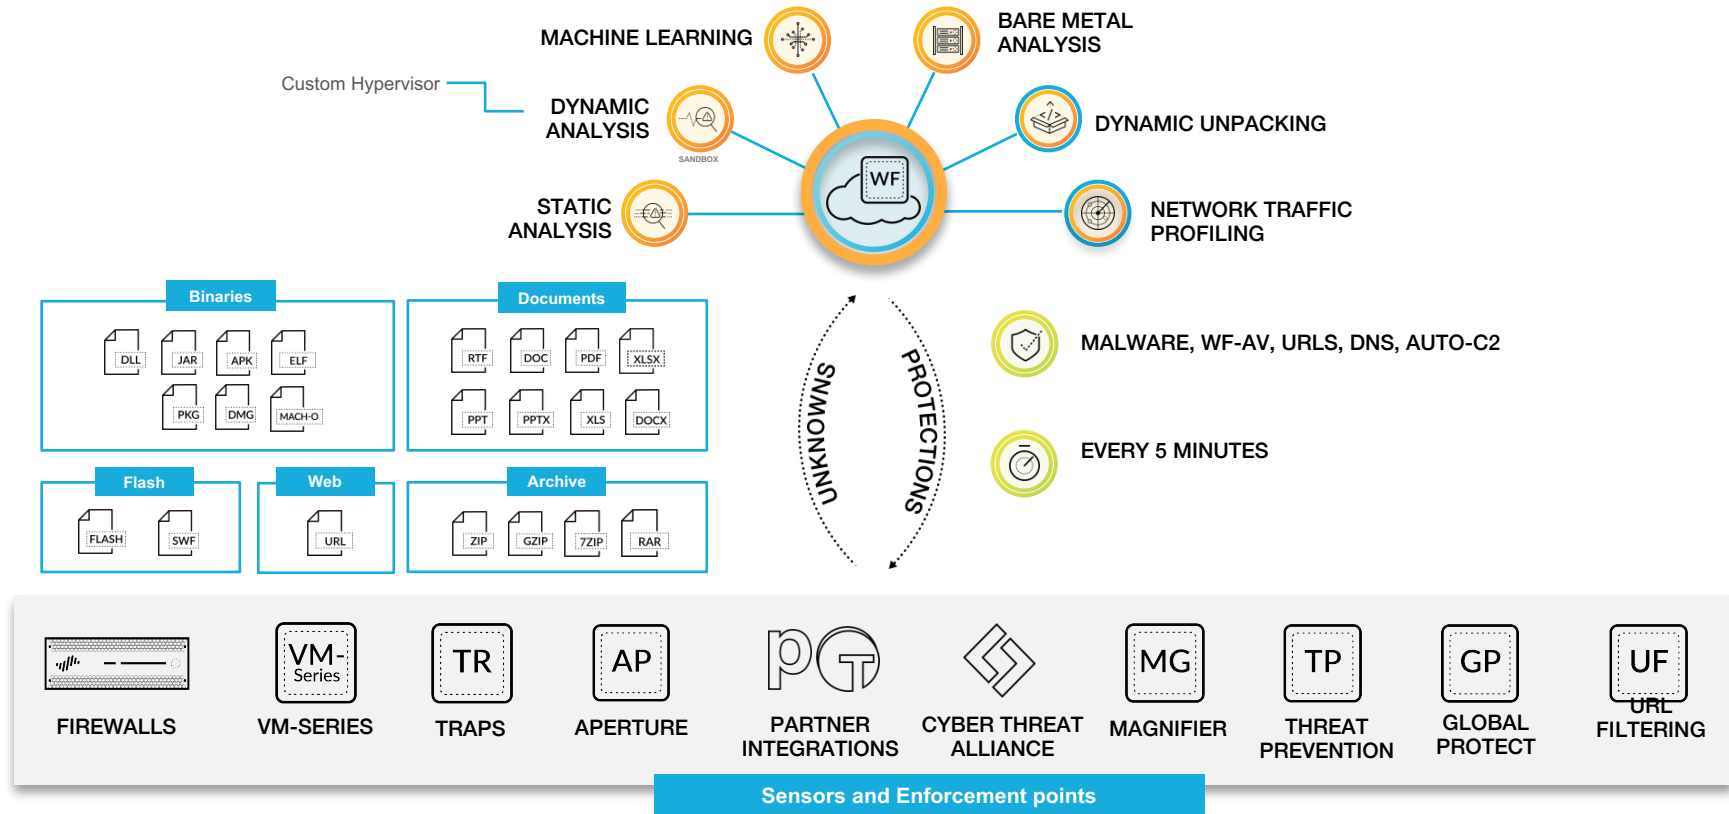 MACHINE LEARNING
BARE METAL
ANALYSIS
Custom Hypervisor
DYNAMIC
ANALYSIS
SANDBOX
DYNAMIC UNPACKING
WF
STATIC
ANALYSIS
NETWORK TRAFFIC
PROFILING
Binaries
DLL
JAR
APK
ELF
PKG
DMG
MACH-O
Documents
RTF
DOC
PDF
XLSX
PPT
PPTX
XLS
DOCX
Flash
FLASH
SWF
Web
URL
Archive
ZIP
GZIP
7ZIP
RAR
UNKNOWNS
PROTECTIONS
MALWARE, WF-AV, URLS, DNS, AUTO-C2
EVERY 5 MINUTES
FIREWALLS
VM-
Series
VM-SERIES
TR
TRAPS
AP
APERTURE
PARTNER
INTEGRATIONS
CYBER THREAT
ALLIANCE
MG
MAGNIFIER
TP
THREAT
PREVENTION
GP
GLOBAL
PROTECT
UF
URL
FILTERING
Sensors and Enforcement points